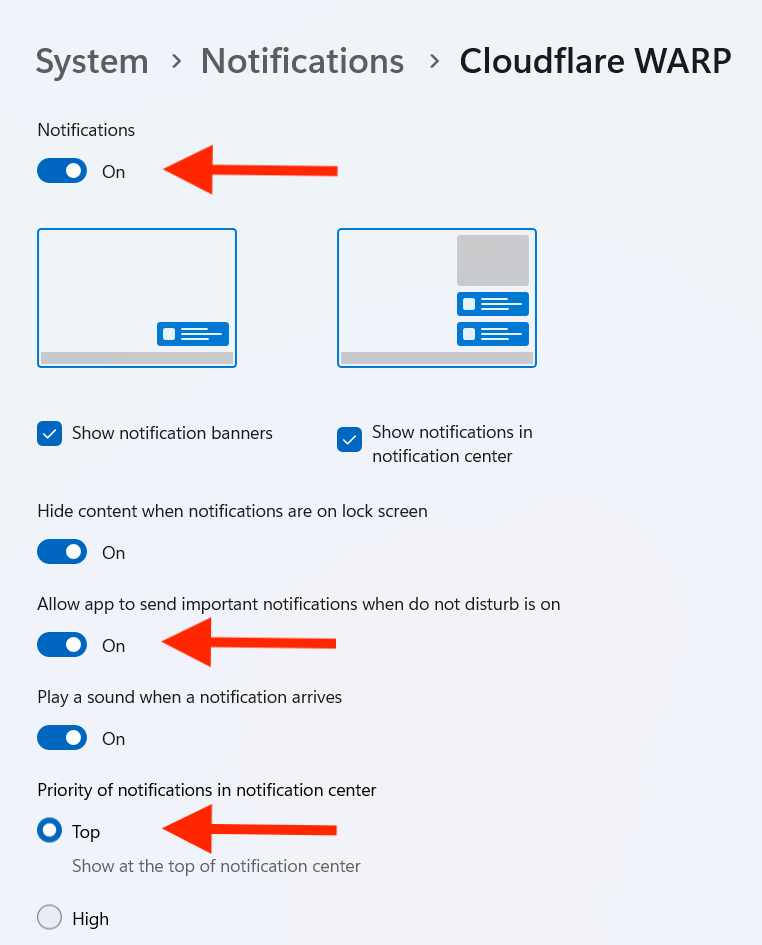 System > Notifications > Cloudflare WARP
Notifications
On
Show notification banners
Show notifications in
notification center
Hide content when notifications are on lock screen
On
Allow app to send important notifications when do not disturb is on
On
Play a sound when a notification arrives
On
Priority of notifications in notification center
Top
Show at the top of notification center
High